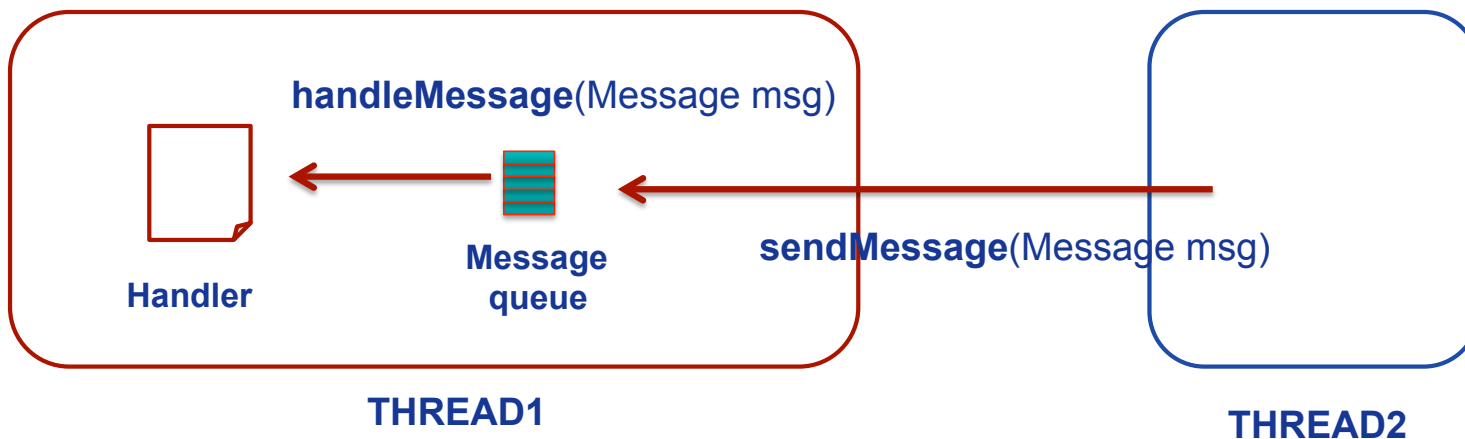 handleMessage(Message msg)
sendMessage(Message msg)
Message
queue
Handler
THREAD1
THREAD2